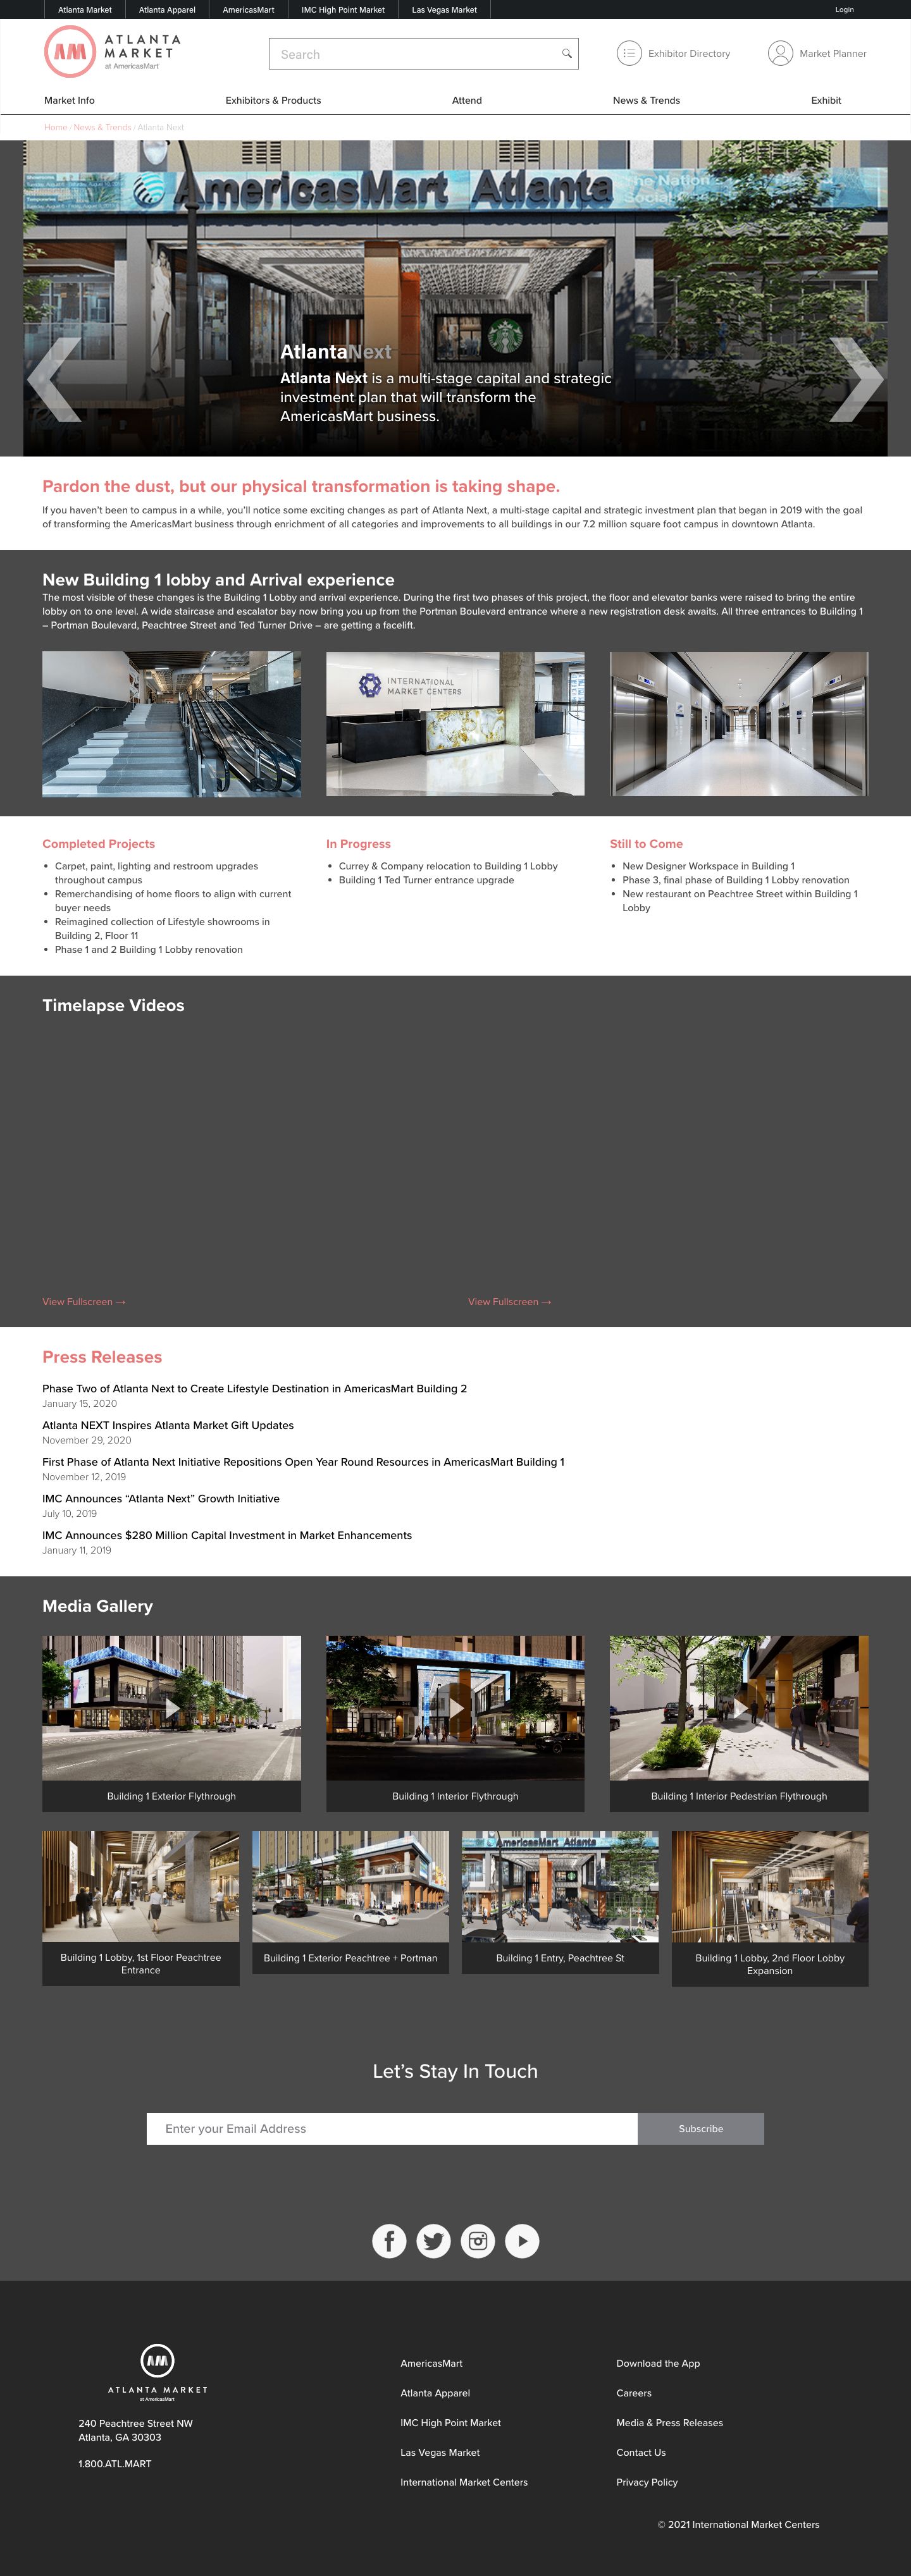 Atlanta Market
Atlanta Apparel
AmericasMart
IMC High Point Market
Las Vegas Market
Login
AM
ATLANTA
MARKET
at AmericasMart
Search
Exhibitor Directory
Market Planner
Market Info
Exhibitors & Products
Attend
News & Trends
Exhibit
Home / News & Trends / Atlanta Next
AmericasMart Atlanta
AtlantaNext
Atlanta Next is a multi-stage capital and strategic
investment plan that will transform the
AmericasMart business.
Pardon the dust, but our physical transformation is taking shape.
If you haven't been to campus in a while, you'll notice some exciting changes as part of Atlanta Next, a multi-stage capital and strategic investment plan that began in 2019 with the goal
of transforming the AmericasMart business through enrichment of all categories and improvements to all buildings in our 7.2 million square foot campus in downtown Atlanta.
New Building 1 lobby and Arrival experience
The most visible of these changes is the Building 1 Lobby and arrival experience. During the first two phases of this project, the floor and elevator banks were raised to bring the entire
lobby on to one level. A wide staircase and escalator bay now bring you up from the Portman Boulevard entrance where a new registration desk awaits. All three entrances to Building 1
– Portman Boulevard, Peachtree Street and Ted Turner Drive – are getting a facelift.
INTERNATIONAL
MARKET CENTERS
Completed Projects
• Carpet, paint, lighting and restroom upgrades
throughout campus
• Remerchandising of home floors to align with current
buyer needs
• Reimagined collection of Lifestyle showrooms in
Building 2, Floor 11
• Phase 1 and 2 Building 1 Lobby renovation
In Progress
• Currey & Company relocation to Building 1 Lobby
• Building 1 Ted Turner entrance upgrade
Still to Come
• New Designer Workspace in Building 1
• Phase 3, final phase of Building 1 Lobby renovation
• New restaurant on Peachtree Street within Building 1
Lobby
Timelapse Videos
View Fullscreen →
View Fullscreen →
Press Releases
Phase Two of Atlanta Next to Create Lifestyle Destination in AmericasMart Building 2
January 15, 2020
Atlanta NEXT Inspires Atlanta Market Gift Updates
November 29, 2020
First Phase of Atlanta Next Initiative Repositions Open Year Round Resources in AmericasMart Building 1
November 12, 2019
IMC Announces “Atlanta Next” Growth Initiative
July 10, 2019
IMC Announces $280 Million Capital Investment in Market Enhancements
January 11, 2019
Media Gallery
Building 1 Exterior Flythrough
Building 1 Interior Flythrough
Building 1 Interior Pedestrian Flythrough
AmericasMart Atlanta
Building 1 Lobby, 1st Floor Peachtree
Entrance
Building 1 Exterior Peachtree + Portman
Building 1 Entry, Peachtree St
Building 1 Lobby, 2nd Floor Lobby
Expansion
Let's Stay In Touch
Enter your Email Address
Subscribe
AM
ATLANTA MARKET
at AmericasMart
240 Peachtree Street NW
Atlanta, GA 30303
1.800.ATL.MART
AmericasMart
Atlanta Apparel
IMC High Point Market
Las Vegas Market
International Market Centers
Download the App
Careers
Media & Press Releases
Contact Us
Privacy Policy
© 2021 International Market Centers